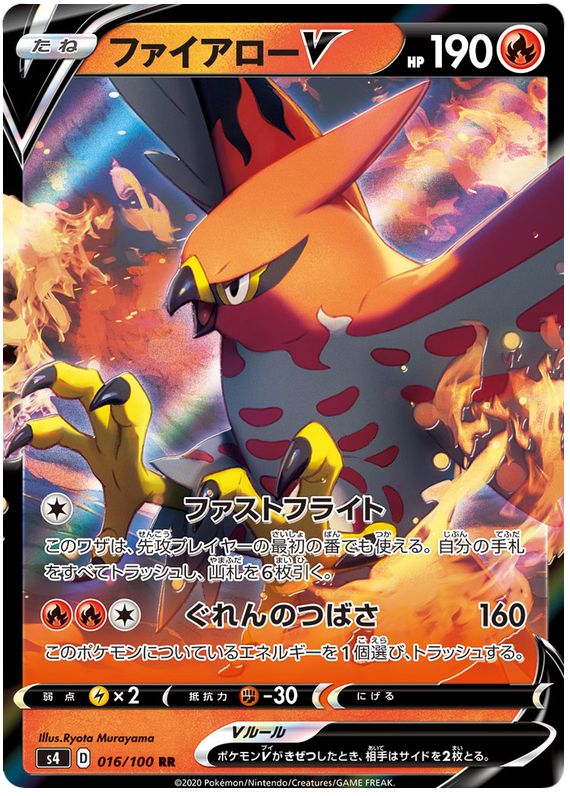 たね ファイアローV HP 190
ファストフライト
このワザは、先攻プレイヤーの最初の番でも使える。自分の手札
をすべてトラッシュし、山札を6枚引く。
ぐれんのつばさ 160
このポケモンについているエネルギーを1個選び、トラッシュする。
弱点 ×2 抵抗力 -30 にげる
Illus.Ryota Murayama
Vルール
s4 D 016/100 RR
ポケモンVがきぜつしたとき、相手はサイドを2枚とる。
©2020 Pokémon/Nintendo/Creatures/GAME FREAK.